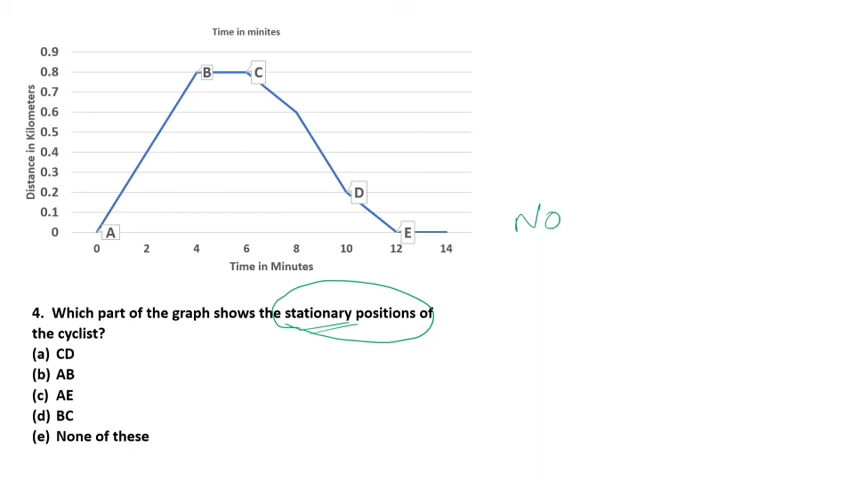 Time in minites
0.9
0.8
0.7
0.6
0.5
0.4
0.3
0.2
0.1
0
Distance in Kilometers
A
B
C
D
E
0 2 4 6 8 10 12 14
Time in Minutes
NO
4. Which part of the graph shows the stationary positions of
the cyclist?
(a) CD
(b) AB
(c) AE
(d) BC
(e) None of these